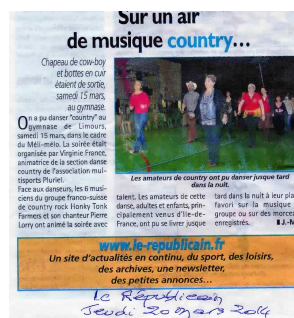 Sur un air
de musique country...
Chapeau de cow-boy
et bottes en cuir
étaient de sortie,
samedi 15 mars,
au gymnase.
On a pu danser "country" au
gymnase de Limours,
samedi 15 mars, dans le cadre
du Méli-mélo. La soirée était
organisée par Virginie France,
animatrice de la section danse
country de l'association mul-
tisports Pluriel.
Face aux danseurs, les 6 musi-
ciens du groupe franco-suisse
de country rock Honky Tonk
Farmers et son chanteur Pierre
Lorry ont animé la soirée avec
Les amateurs de country ont pu danser jusque tard
dans la nuit.
talent. Les amateurs de cette
danse, adultes et enfants, prin-
cipalement venus d'Ile-de-
France, ont pu se livrer jusque
tard dans la nuit à leur pla
favori sur la musique
groupe ou sur des morcea
enregistrés. J.-M
www.le-republicain.fr
Un site d'actualités en continu, du sport, des loisirs,
des archives, une newsletter,
des petites annonces...
Le Républicain
Jeudi 20 mars 2014